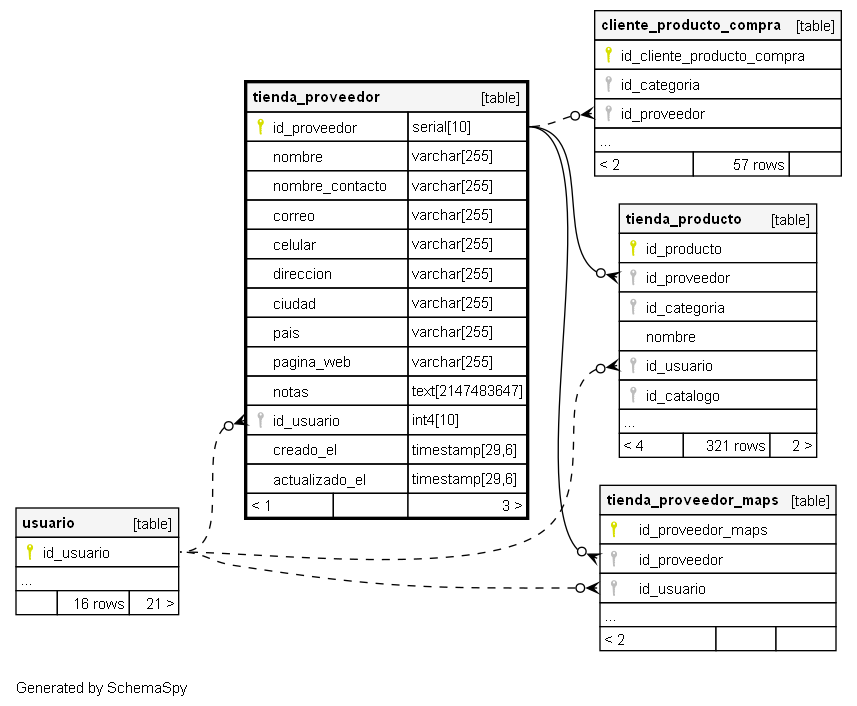 cliente_producto_compra [table]
id_cliente_producto_compra
id_categoria
id_proveedor
...
< 2 57 rows
tienda_proveedor [table]
id_proveedor serial[10]
nombre varchar[255]
nombre_contacto varchar[255]
correo varchar[255]
celular varchar[255]
direccion varchar[255]
ciudad varchar[255]
pais varchar[255]
pagina_web varchar[255]
notas text[2147483647]
id_usuario int4[10]
creado_el timestamp[29,6]
actualizado_el timestamp[29,6]
< 1 3 >
tienda_producto [table]
id_producto
id_proveedor
id_categoria
nombre
id_usuario
id_catalogo
...
< 4 321 rows 2 >
tienda_proveedor_maps [table]
id_proveedor_maps
id_proveedor
id_usuario
...
< 2
usuario [table]
id_usuario
...
16 rows 21 >
Generated by SchemaSpy